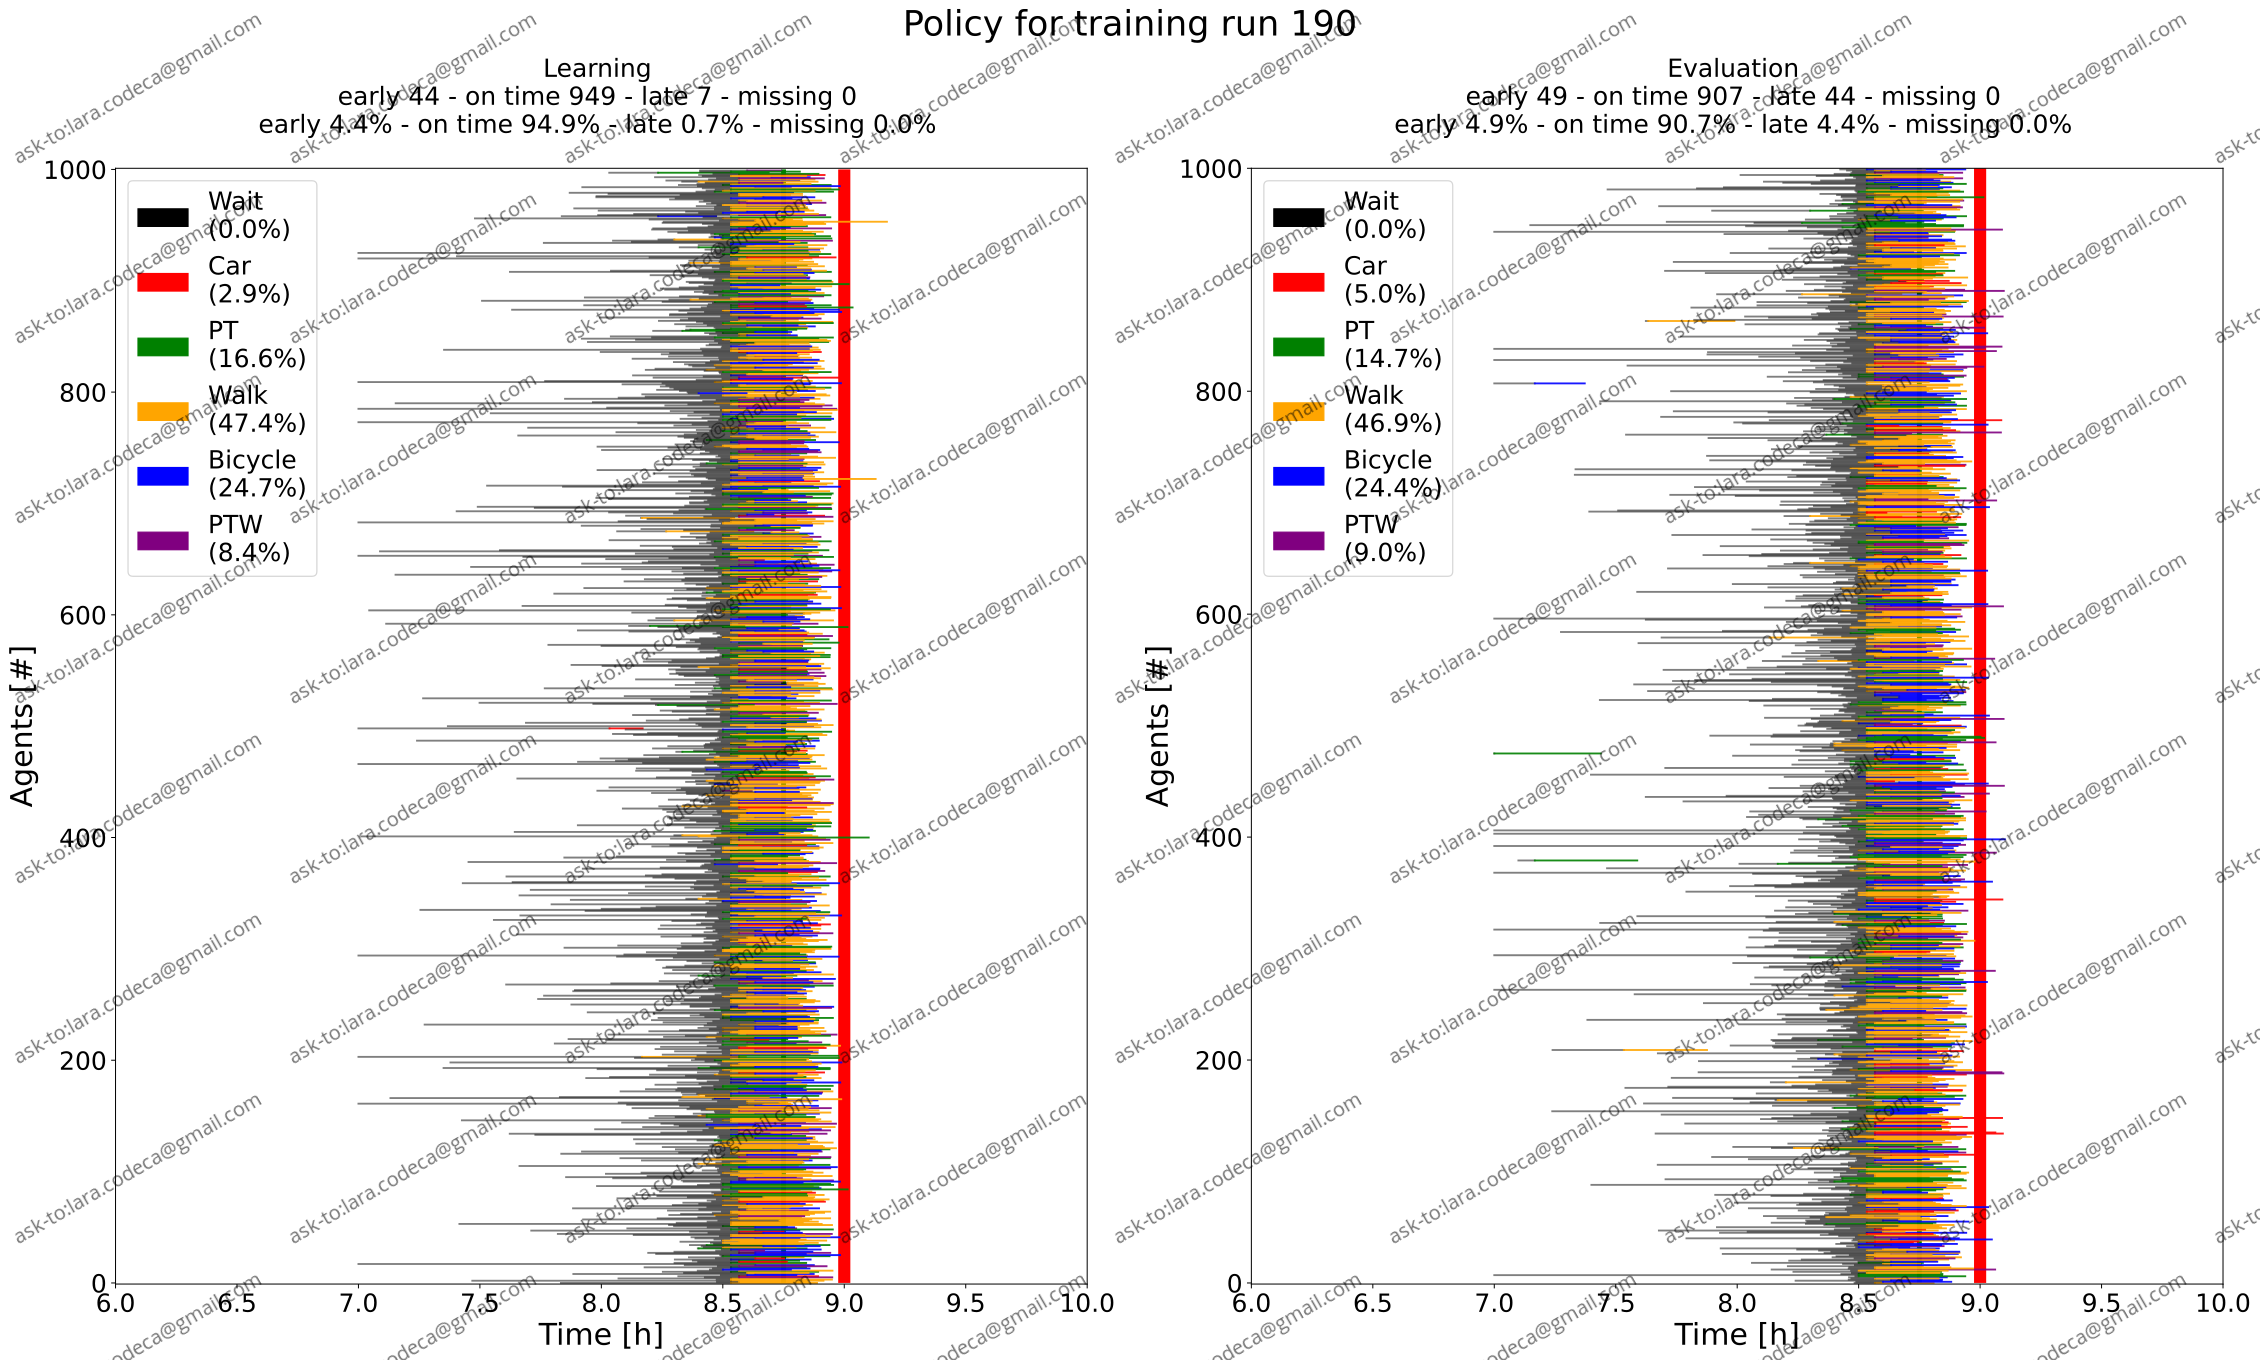 Policy for training run 190
Learning
early 44 - on time 949 - late 7 - missing 0
early 4.4% - on time 94.9% - late 0.7% - missing 0.0%
Wait
(0.0%)
Car
(2.9%)
PT
(16.6%)
Walk
(47.4%)
Bicycle
(24.7%)
PTW
(8.4%)
Agents [#]
1000
800
600
400
200
0
6.0 6.5 7.0 7.5 8.0 8.5 9.0 9.5 10.0
Time [h]
Evaluation
early 49 - on time 907 - late 44 - missing 0
early 4.9% - on time 90.7% - late 4.4% - missing 0.0%
Wait
(0.0%)
Car
(5.0%)
PT
(14.7%)
Walk
(46.9%)
Bicycle
(24.4%)
PTW
(9.0%)
Agents [#]
1000
800
600
400
200
0
6.0 6.5 7.0 7.5 8.0 8.5 9.0 9.5 10.0
Time [h]
ask-to:lara.codeca@gmail.com